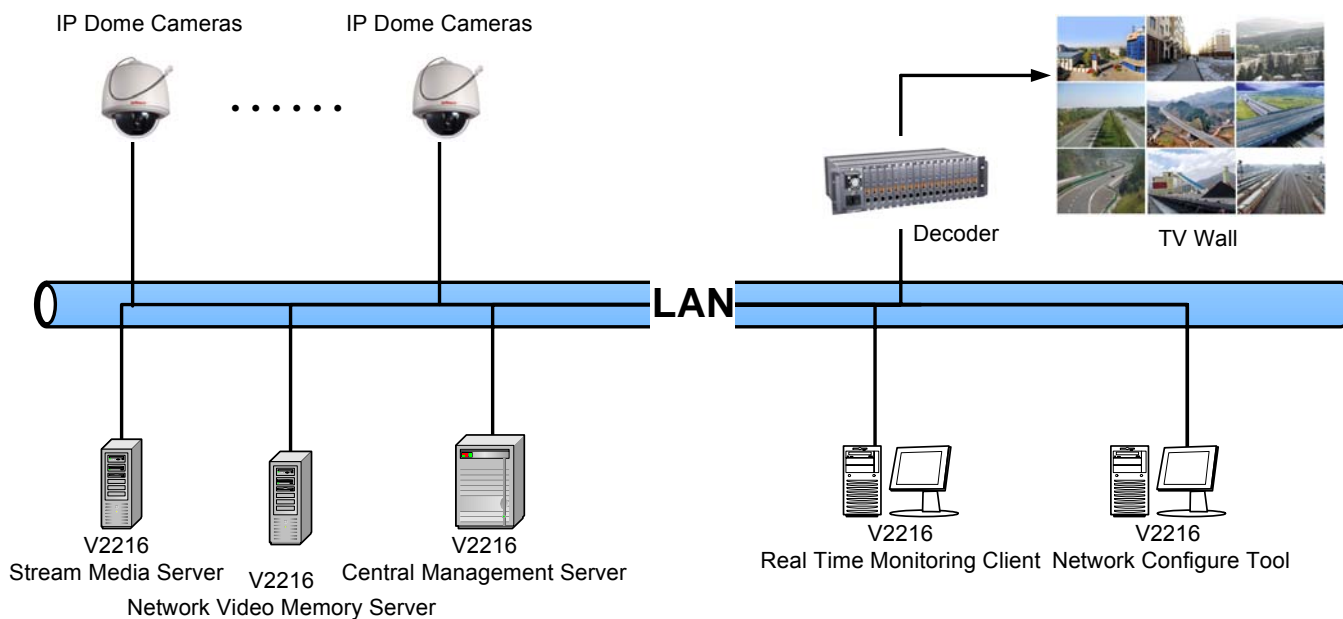 IP Dome Cameras
IP Dome Cameras
Decoder
TV Wall
LAN
V2216
Stream Media Server
V2216
Network Video Memory Server
V2216
Central Management Server
V2216
Real Time Monitoring Client
V2216
Network Configure Tool